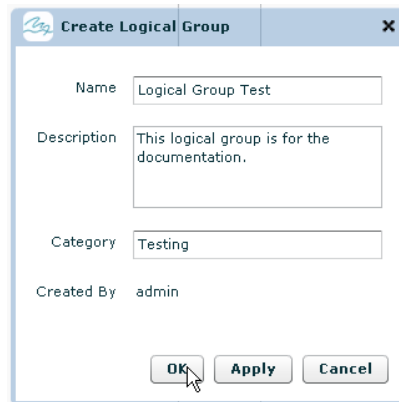 Create Logical Group
Name Logical Group Test
Description This logical group is for the
documentation.
Category Testing
Created By admin
OK Apply Cancel